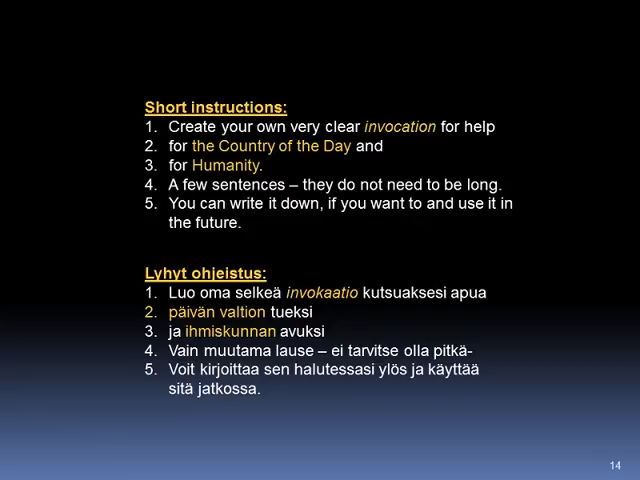 Short instructions:
1. Create your own very clear invocation for help
2. for the Country of the Day and
3. for Humanity.
4. A few sentences – they do not need to be long.
5. You can write it down, if you want to and use it in
the future.
Lyhyt ohjeistus:
1. Luo oma selkeä invokaatio kutsuaksesi apua
2. päivän valtion tueksi
3. ja ihmiskunnan avuksi
4. Vain muutama lause – ei tarvitse olla pitkä-
5. Voit kirjoittaa sen halutessasi ylös ja käyttää
sitä jatkossa.
14